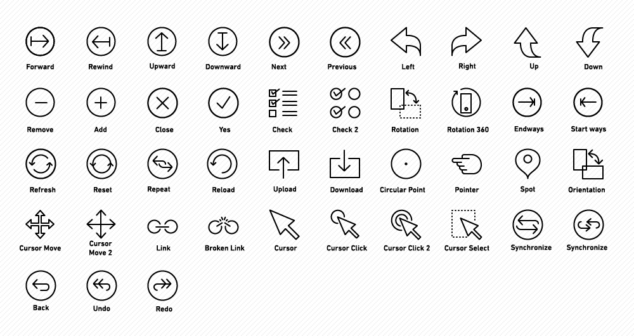 Forward Rewind Upward Downward Next Previous Left Right Up Down
Remove Add Close Yes Check Check 2 Rotation Rotation 360 Endways Start ways
Refresh Reset Repeat Reload Upload Download Circular Point Pointer Spot Orientation
Cursor Move Cursor Move 2 Link Broken Link Cursor Cursor Click Cursor Click 2 Cursor Select Synchronize Synchronize
Back Undo Redo